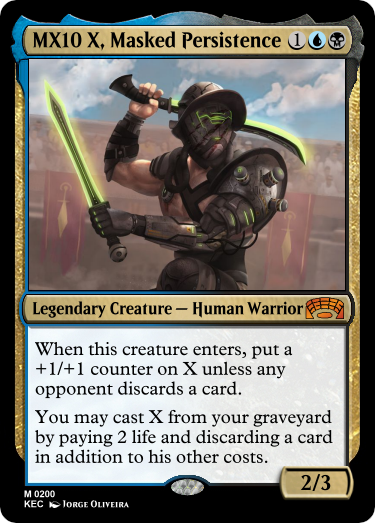 MX10 X, Masked Persistence 1
Legendary Creature — Human Warrior
When this creature enters, put a
+1/+1 counter on X unless any
opponent discards a card.
You may cast X from your graveyard
by paying 2 life and discarding a card
in addition to his other costs.
2/3
M 0200
KEC Jorge Oliveira